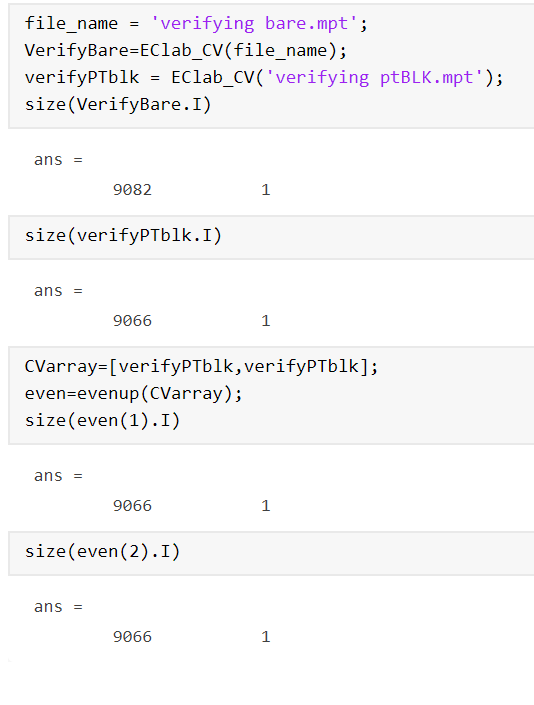 file_name = 'verifying bare.mpt';
VerifyBare=EClab_CV(file_name);
verifyPTblk = EClab_CV('verifying ptBLK.mpt');
size(VerifyBare.I)
ans =
9082 1
size(verifyPTblk.I)
ans =
9066 1
CVarray=[verifyPTblk,verifyPTblk];
even=evenup(CVarray);
size(even(1).I)
ans =
9066 1
size(even(2).I)
ans =
9066 1